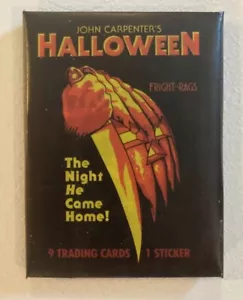 JOHN CARPENTER'S
HALLOWEEN
FRIGHT-RAGS
The
Night
He
Came
Home!
9 TRADING CARDS 1 STICKER